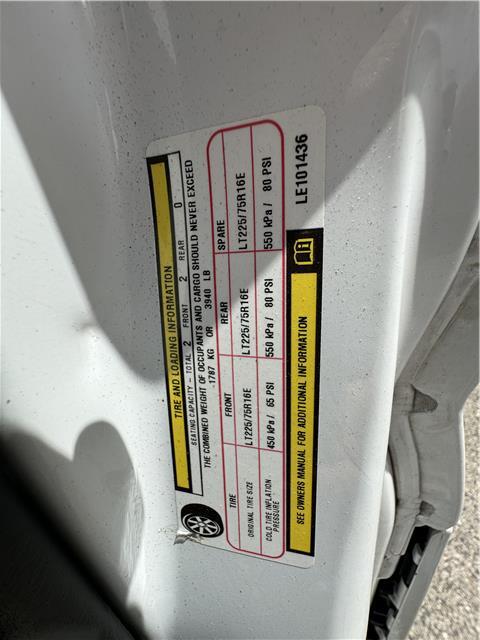 TIRE AND LOADING INFORMATION
SEATING CAPACITY - TOTAL 2 FRONT 2 REAR 0
THE COMBINED WEIGHT OF OCCUPANTS AND CARGO SHOULD NEVER EXCEED
1787 KG OR 3940 LB
TIRE FRONT REAR SPARE
ORIGINAL TIRE SIZE LT225/75R16E LT225/75R16E LT225/75R16E
COLD TIRE INFLATION PRESSURE 450 kPa / 65 PSI 550 kPa / 80 PSI 550 kPa / 80 PSI
SEE OWNERS MANUAL FOR ADDITIONAL INFORMATION
LE101436